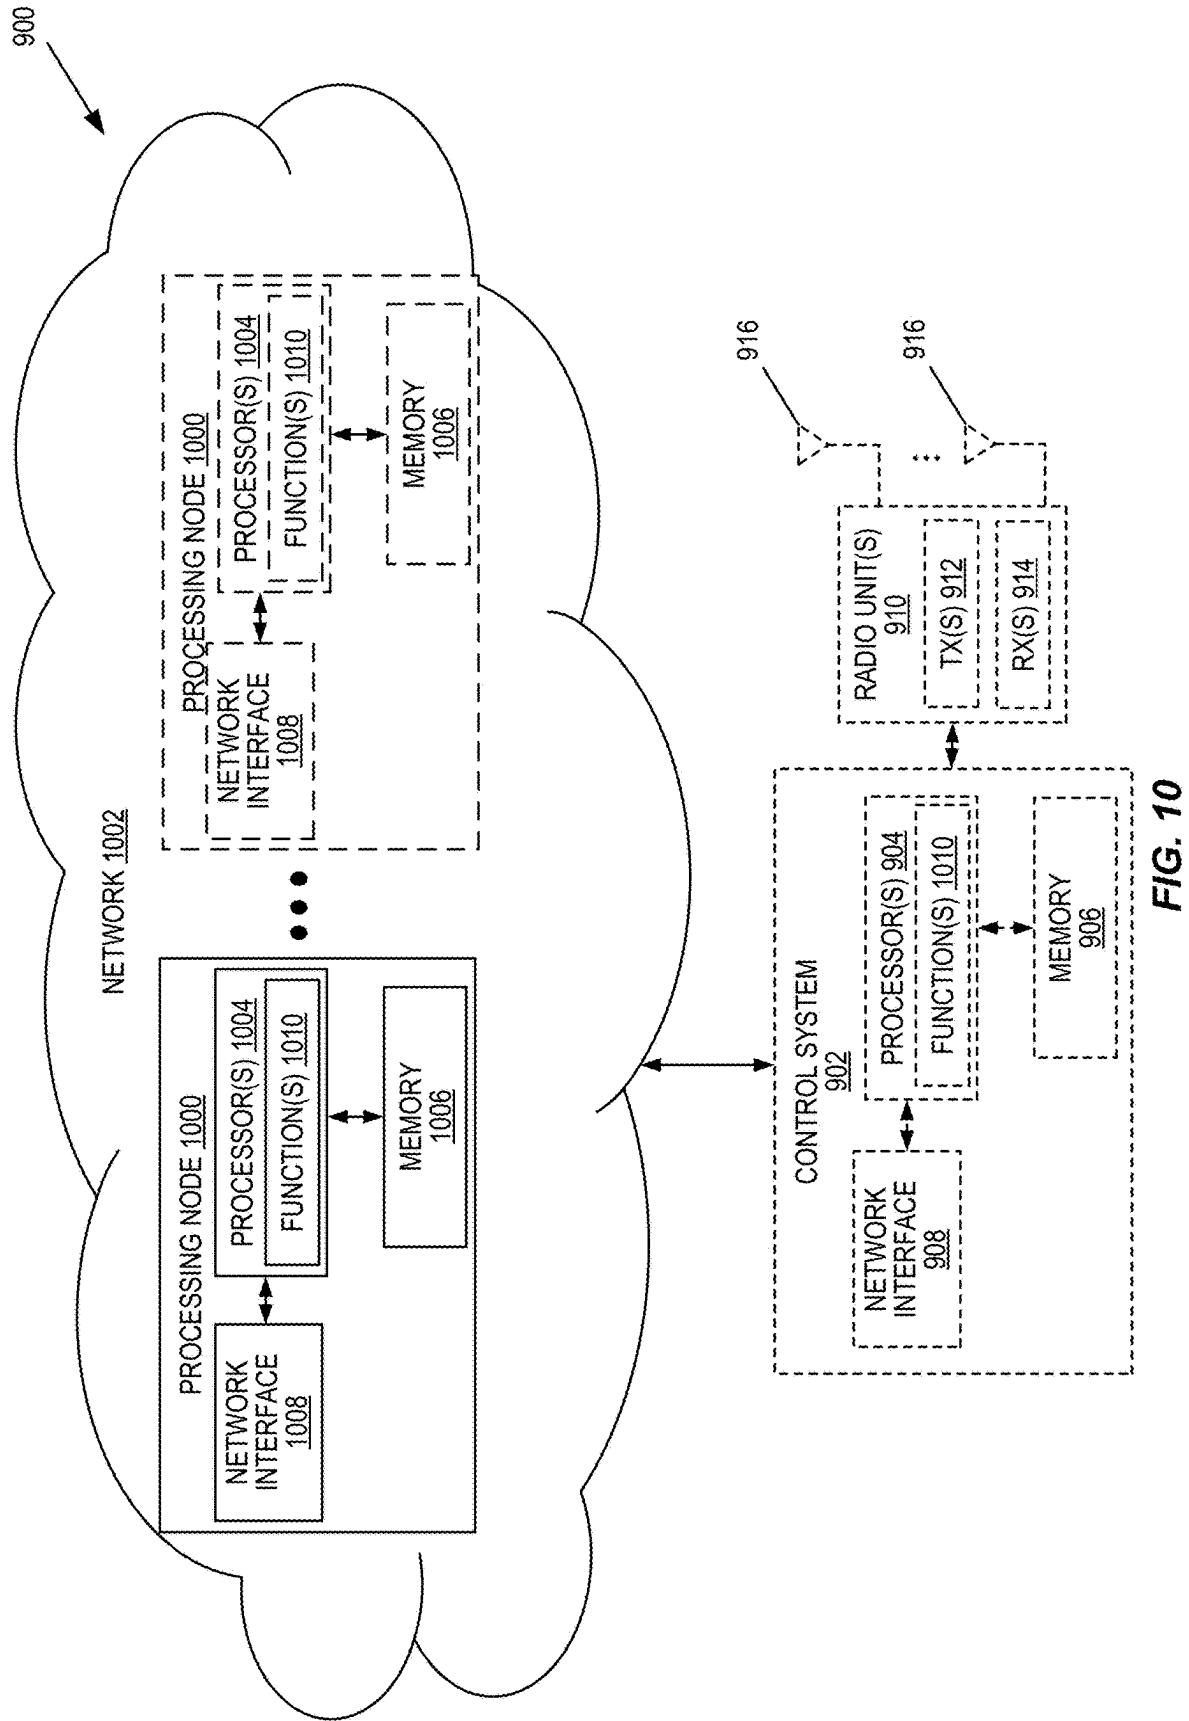 900
NETWORK 1002
PROCESSING NODE 1000
NETWORK
INTERFACE
1008
PROCESSOR(S) 1004
FUNCTION(S) 1010
MEMORY
1006
PROCESSING NODE 1000
NETWORK
INTERFACE
1008
PROCESSOR(S) 1004
FUNCTION(S) 1010
MEMORY
1006
CONTROL SYSTEM
902
NETWORK
INTERFACE
908
PROCESSOR(S) 904
FUNCTION(S) 1010
MEMORY
906
RADIO UNIT(S)
910
TX(S) 912
RX(S) 914
916
916
FIG. 10